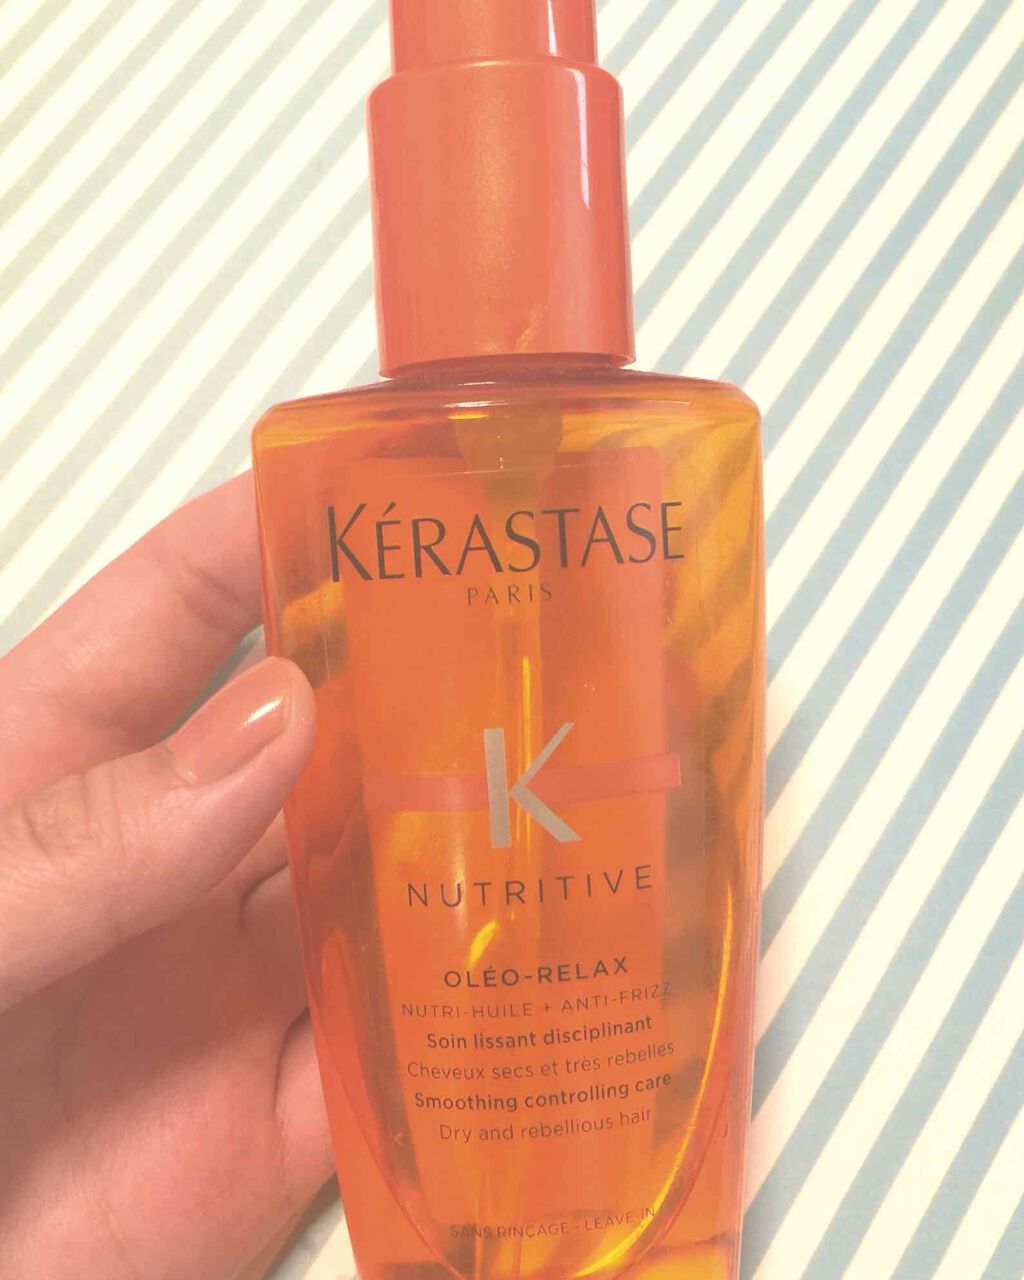 KÉRASTASE
PARIS
K
NUTRITIVE
OLÉO-RELAX
NUTRI-HUILE + ANTI-FRIZZ
Soin lissant disciplinant
Cheveux secs et très rebelles
Smoothing controlling care
Dry and rebellious hair
SANS RINÇAGE - LEAVE-IN